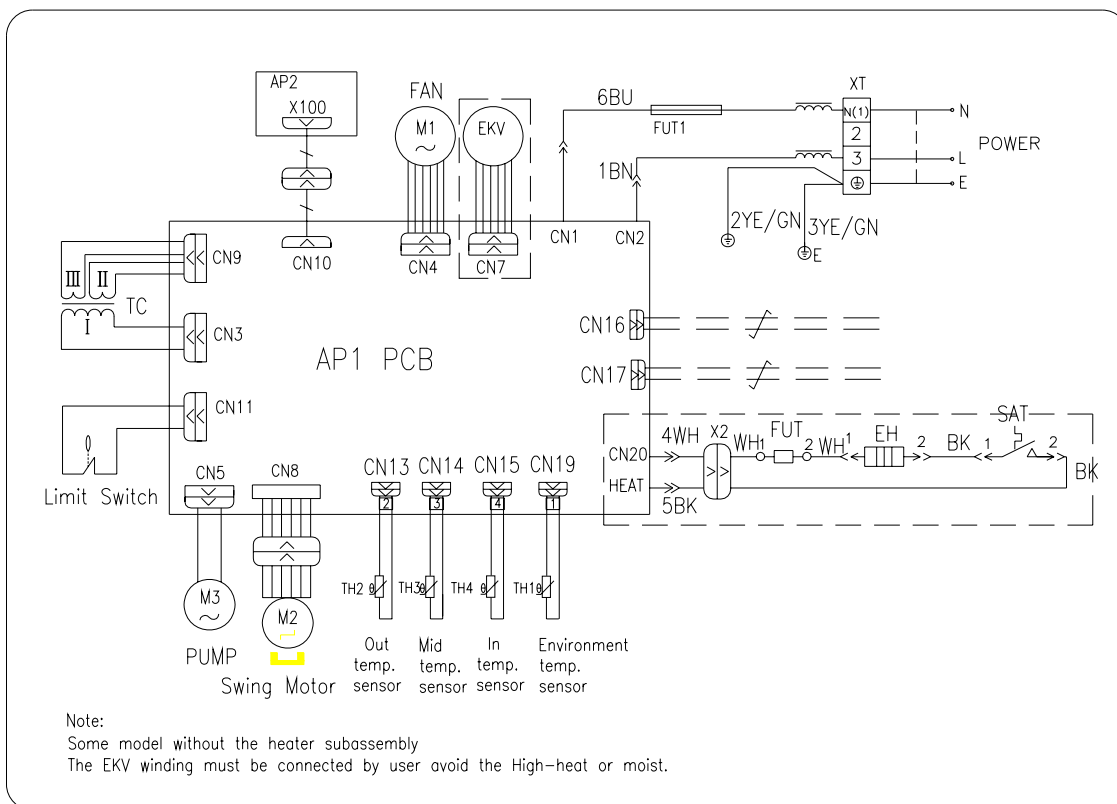 AP2
X100
FAN
M1
EKV
6BU
FUT1
XT
N(1)
N
2
POWER
1BN
3
L
E
2YE/GN
3YE/GN
E
CN9
CN10
CN4
CN7
CN1
CN2
III
II
TC
I
CN3
CN16
AP1 PCB
CN17
CN11
SAT
4WH
X2
WH
1
FUT
2
WH
1
EH
2
BK
1
2
CN20
BK
HEAT
5BK
Limit Switch
CN5
CN8
CN13
CN14
CN15
CN19
2
3
4
1
TH2
TH3
TH4
TH1
M3
M2
PUMP
Swing Motor
Out
temp.
sensor
Mid
temp.
sensor
In
temp.
sensor
Environment
temp.
sensor
Note:
Some model without the heater subassembly
The EKV winding must be connected by user avoid the High-heat or moist.